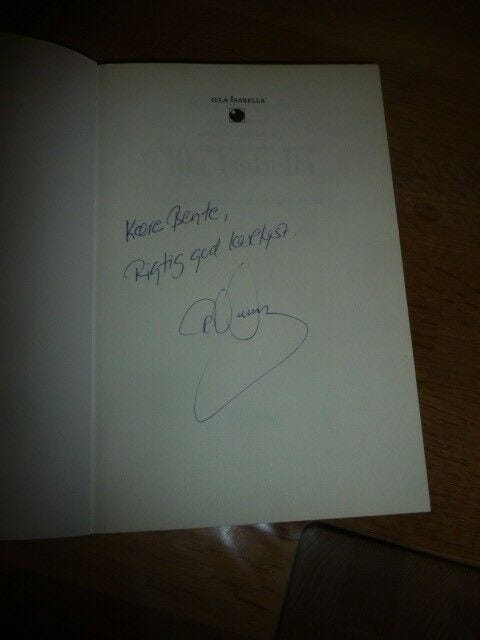 ILLA ISABELLA
Kære Bente,
Rigtig god læselyst